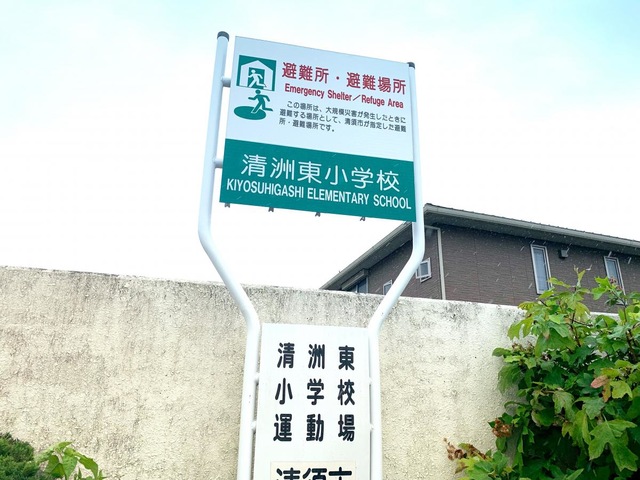 避難所・避難場所
Emergency Shelter／Refuge Area
この場所は、大規模災害が発生したときに
避難する場所として、清須市が指定した避難
所・避難場所です。
清洲東小学校
KIYOSUHIGASHI ELEMENTARY SCHOOL
清洲東
小学校
運動場
清須市